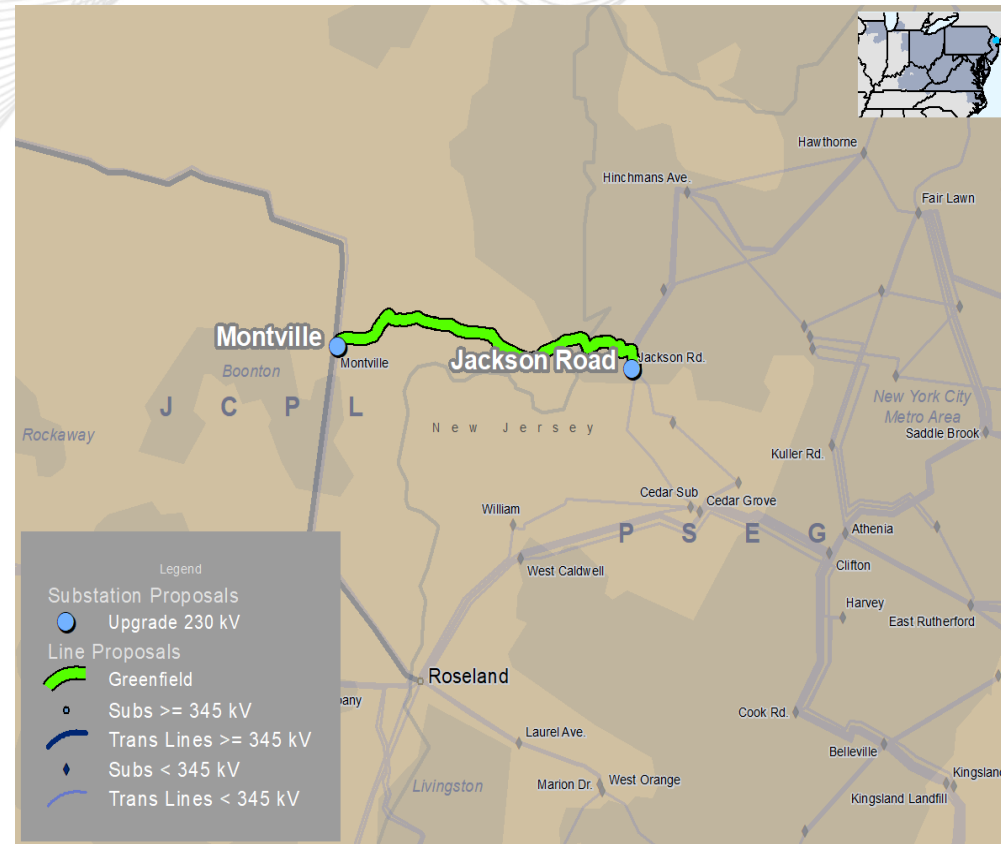 Hawthorne
Hinchmans Ave.
Fair Lawn
Montville
Montville
Jackson Road
Jackson Rd.
Boonton
J C P L
New York City
Metro Area
Rockaway
New Jersey
Saddle Brook
Kuller Rd.
Cedar Sub
Cedar Grove
William
P S E G
Athenia
West Caldwell
Clifton
Harvey
East Rutherford
Roseland
any
Cook Rd.
Laurel Ave.
Belleville
Livingston
Marion Dr.
West Orange
Kingsland
Kingsland Landfill
Legend
Substation Proposals
Upgrade 230 kV
Line Proposals
Greenfield
Subs >= 345 kV
Trans Lines >= 345 kV
Subs < 345 kV
Trans Lines < 345 kV